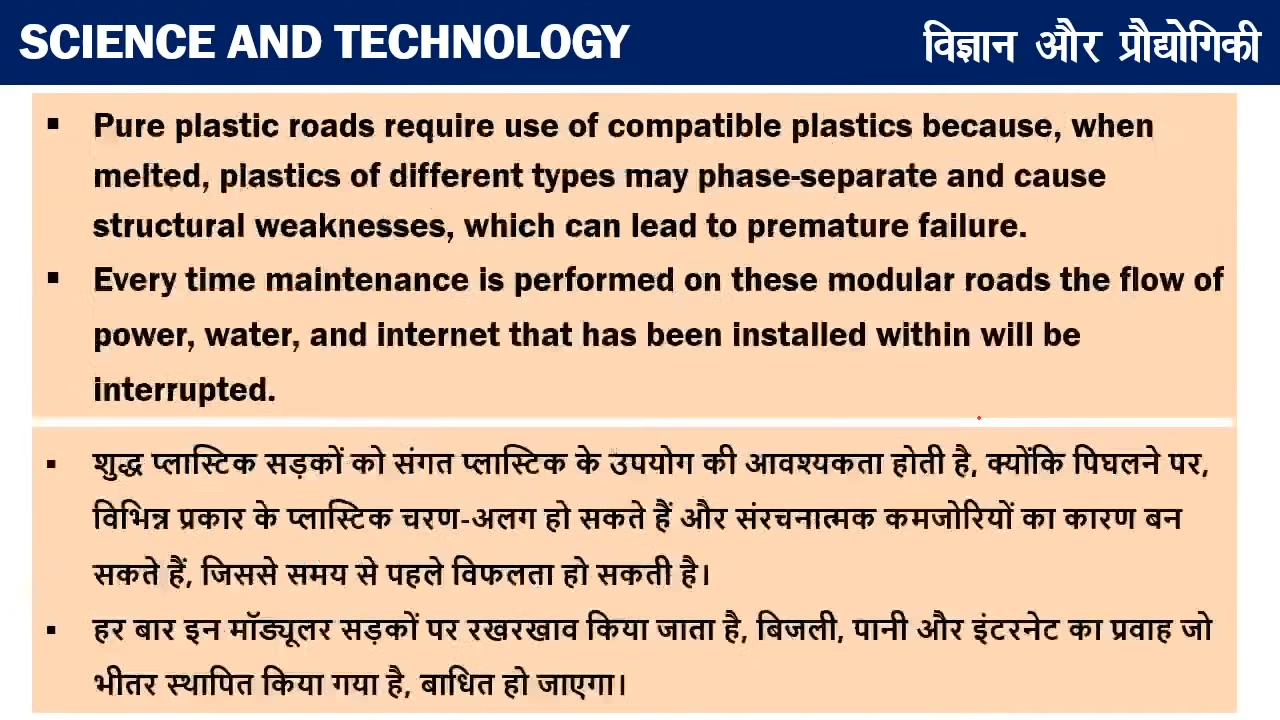 SCIENCE AND TECHNOLOGY
विज्ञान और प्रौद्योगिकी
▪ Pure plastic roads require use of compatible plastics because, when
melted, plastics of different types may phase-separate and cause
structural weaknesses, which can lead to premature failure.
▪ Every time maintenance is performed on these modular roads the flow of
power, water, and internet that has been installed within will be
interrupted.
▪ शुद्ध प्लास्टिक सड़कों को संगत प्लास्टिक के उपयोग की आवश्यकता होती है, क्योंकि पिघलने पर,
विभिन्न प्रकार के प्लास्टिक चरण-अलग हो सकते हैं और संरचनात्मक कमजोरियों का कारण बन
सकते हैं, जिससे समय से पहले विफलता हो सकती है।
▪ हर बार इन मॉड्यूलर सड़कों पर रखरखाव किया जाता है, बिजली, पानी और इंटरनेट का प्रवाह जो
भीतर स्थापित किया गया है, बाधित हो जाएगा।